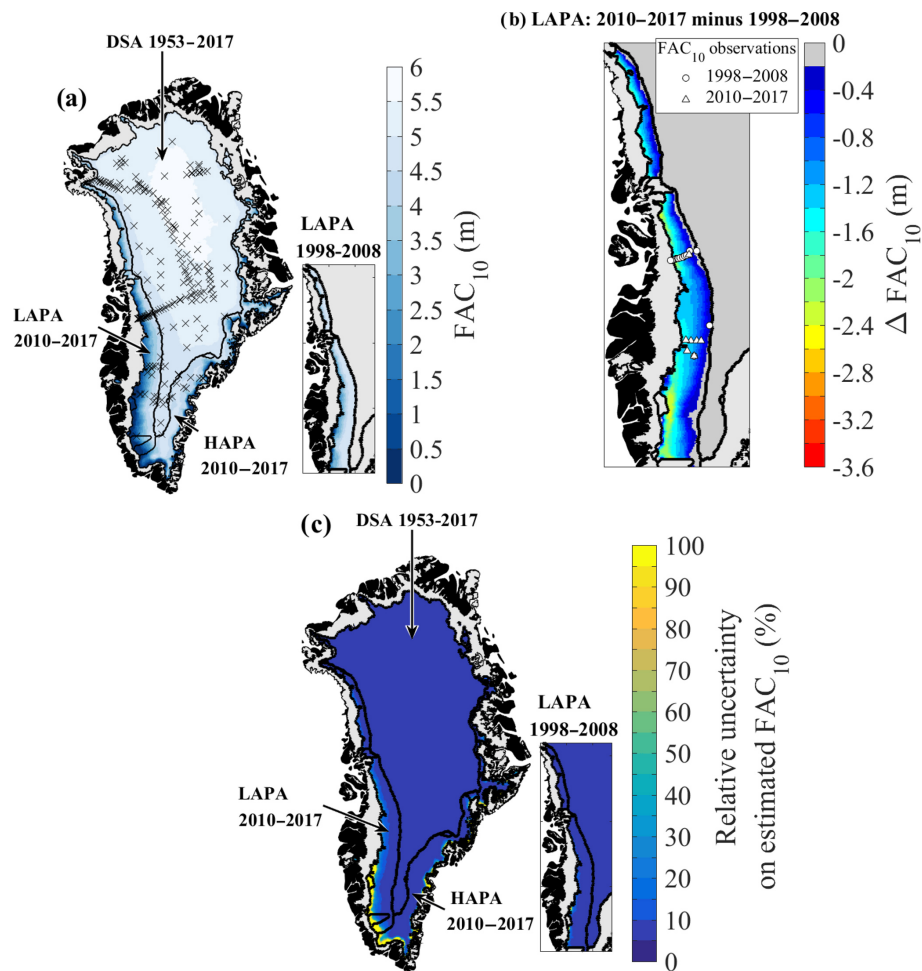 DSA 1953–2017
(a)
LAPA
1998–2008
LAPA
2010–2017
HAPA
2010–2017
6
5.5
5
4.5
4
3.5
3
2.5
2
1.5
1
0.5
0
FAC10 (m)
(b) LAPA: 2010–2017 minus 1998–2008
FAC10 observations
1998–2008
2010–2017
0
-0.4
-0.8
-1.2
-1.6
-2
-2.4
-2.8
-3.2
-3.6
Δ FAC10 (m)
(c)
DSA 1953-2017
LAPA
1998–2008
LAPA
2010–2017
HAPA
2010–2017
100
90
80
70
60
50
40
30
20
10
0
Relative uncertainty
on estimated FAC10 (%)